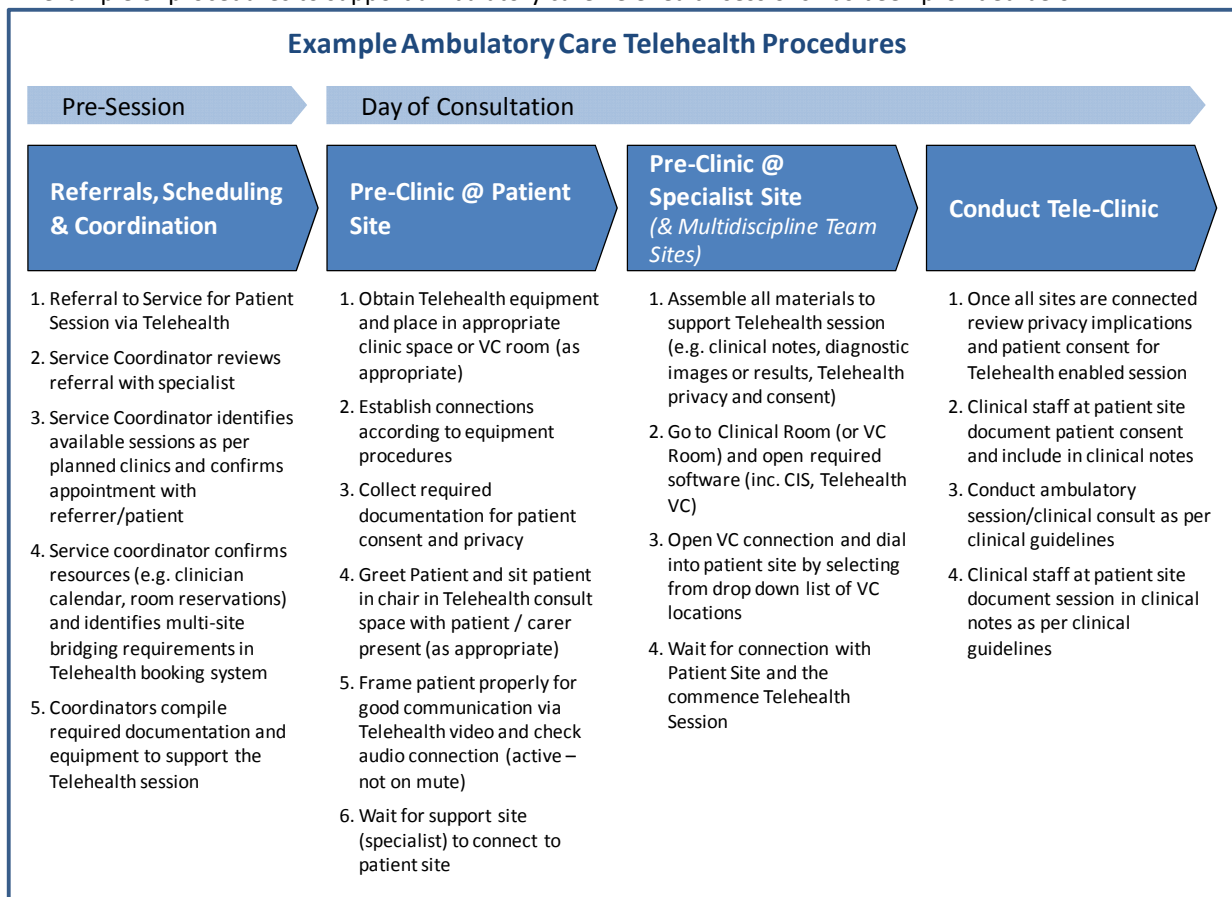 Example Ambulatory Care Telehealth Procedures
Pre-Session
Day of Consultation
Referrals, Scheduling
& Coordination
Pre-Clinic @ Patient
Site
Pre-Clinic @
Specialist Site
(& Multidiscipline Team
Sites)
Conduct Tele-Clinic
1. Referral to Service for Patient
Session via Telehealth
2. Service Coordinator reviews
referral with specialist
3. Service Coordinator identifies
available sessions as per
planned clinics and confirms
appointment with
referrer/patient
4. Service coordinator confirms
resources (e.g. clinician
calendar, room reservations)
and identifies multi-site
bridging requirements in
Telehealth booking system
5. Coordinators compile
required documentation and
equipment to support the
Telehealth session
1. Obtain Telehealth equipment
and place in appropriate
clinic space or VC room (as
appropriate)
2. Establish connections
according to equipment
procedures
3. Collect required
documentation for patient
consent and privacy
4. Greet Patient and sit patient
in chair in Telehealth consult
space with patient / carer
present (as appropriate)
5. Frame patient properly for
good communication via
Telehealth video and check
audio connection (active –
not on mute)
6. Wait for support site
(specialist) to connect to
patient site
1. Assemble all materials to
support Telehealth session
(e.g. clinical notes, diagnostic
images or results, Telehealth
privacy and consent)
2. Go to Clinical Room (or VC
Room) and open required
software (inc. CIS, Telehealth
VC)
3. Open VC connection and dial
into patient site by selecting
from drop down list of VC
locations
4. Wait for connection with
Patient Site and the
commence Telehealth
Session
1. Once all sites are connected
review privacy implications
and patient consent for
Telehealth enabled session
2. Clinical staff at patient site
document patient consent
and include in clinical notes
3. Conduct ambulatory
session/clinical consult as per
clinical guidelines
4. Clinical staff at patient site
document session in clinical
notes as per clinical
guidelines